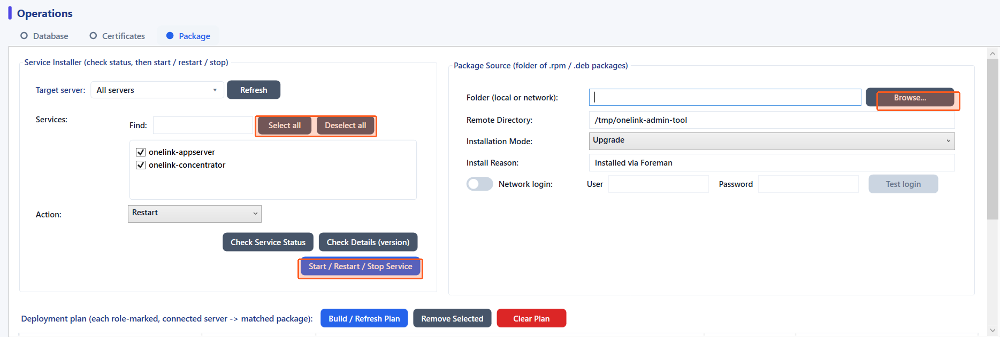 Operations
Database
Certificates
Package
Service Installer (check status, then start / restart / stop)
Target server:
All servers
Refresh
Services:
Find:
Select all
Deselect all
onelink-appserver
onelink-concentrator
Action:
Restart
Check Service Status
Check Details (version)
Start / Restart / Stop Service
Package Source (folder of .rpm / .deb packages)
Folder (local or network):
Browse...
Remote Directory:
/tmp/onelink-admin-tool
Installation Mode:
Upgrade
Install Reason:
Installed via Foreman
Network login:
User
Password
Test login
Deployment plan (each role-marked, connected server -> matched package):
Build / Refresh Plan
Remove Selected
Clear Plan